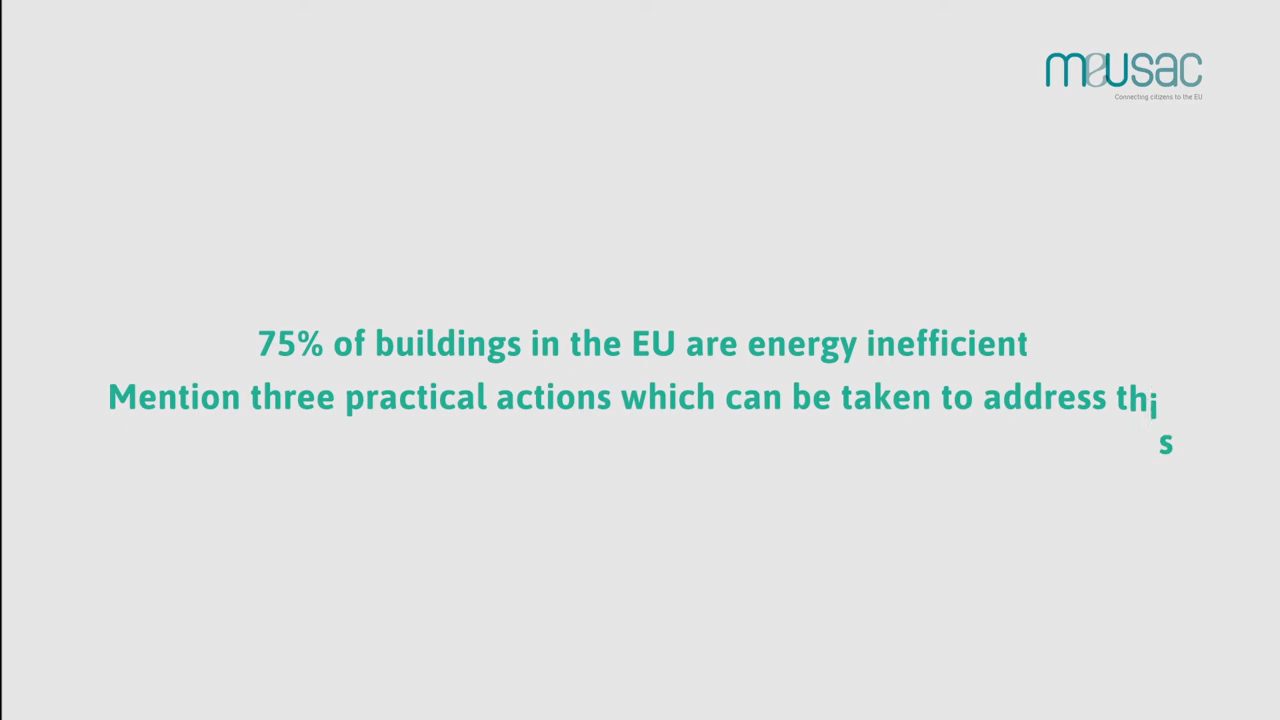 meusac
Connecting citizens to the EU
75% of buildings in the EU are energy inefficient
Mention three practical actions which can be taken to address this